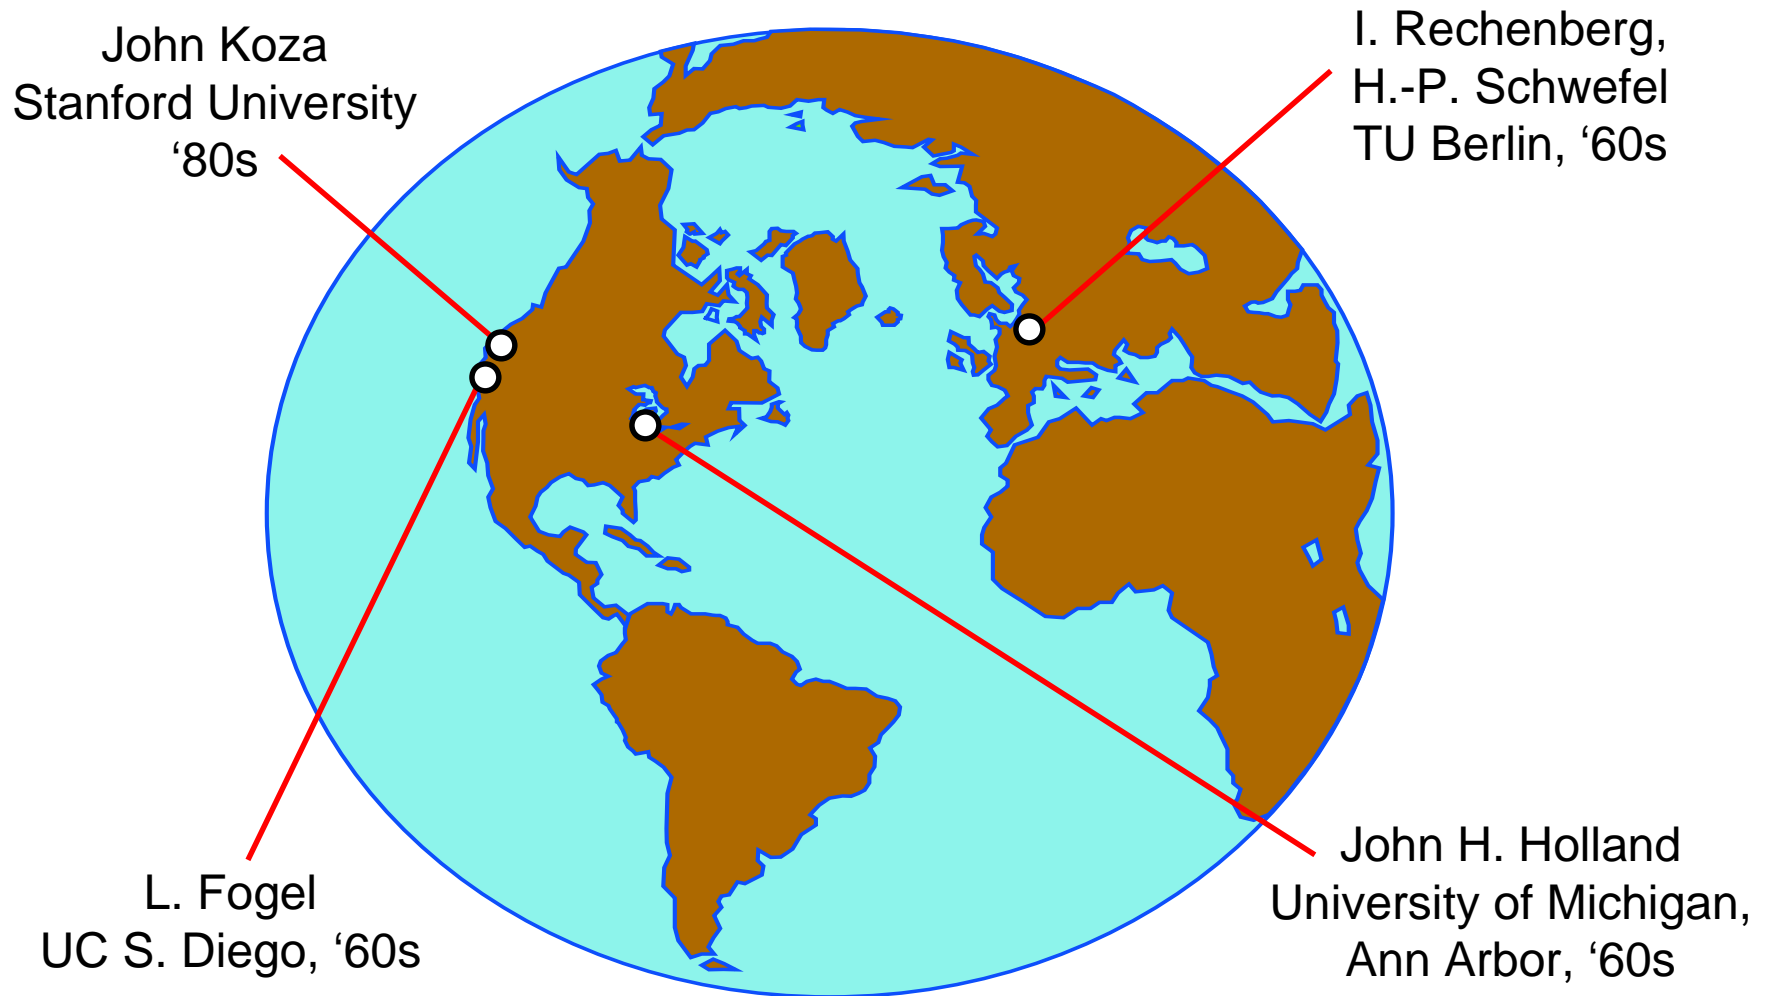 John Koza
Stanford University
‘80s
I. Rechenberg,
H.-P. Schwefel
TU Berlin, ‘60s
L. Fogel
UC S. Diego, ‘60s
John H. Holland
University of Michigan,
Ann Arbor, ‘60s